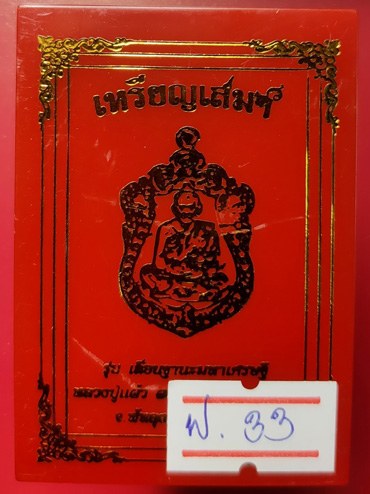 เหรียญเสมา
รุ่น เลื่อนฐานะมหาเศรษฐี
หลวงปู่แผ้ว
จ.
พ. 33